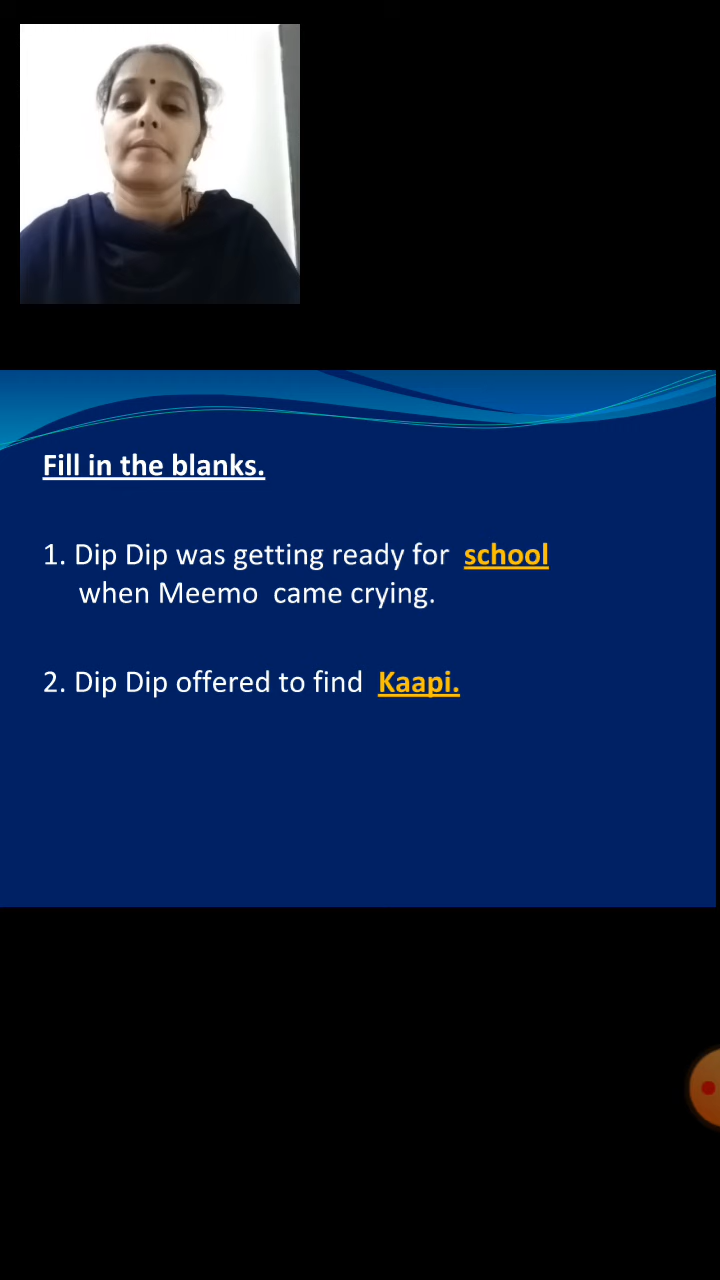 Fill in the blanks.
1. Dip Dip was getting ready for school
when Meemo came crying.
2. Dip Dip offered to find Kaapi.